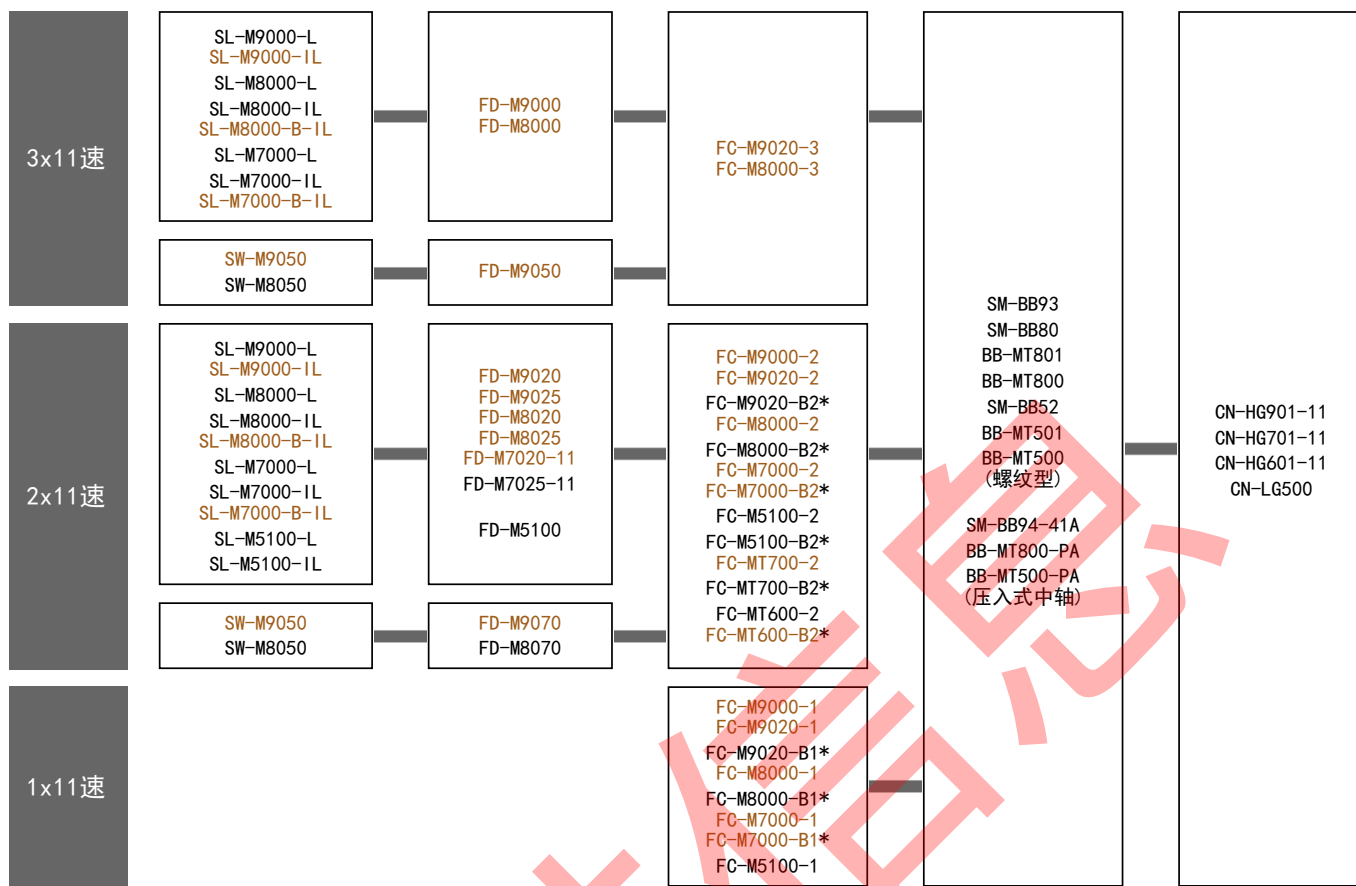 3x11速
SL-M9000-L
SL-M9000-IL
SL-M8000-L
SL-M8000-IL
SL-M8000-B-IL
SL-M7000-L
SL-M7000-IL
SL-M7000-B-IL
FD-M9000
FD-M8000
SW-M9050
SW-M8050
FD-M9050
FC-M9020-3
FC-M8000-3
2x11速
SL-M9000-L
SL-M9000-IL
SL-M8000-L
SL-M8000-IL
SL-M8000-B-IL
SL-M7000-L
SL-M7000-IL
SL-M7000-B-IL
SL-M5100-L
SL-M5100-IL
FD-M9020
FD-M9025
FD-M8020
FD-M8025
FD-M7020-11
FD-M7025-11
FD-M5100
SW-M9050
SW-M8050
FD-M9070
FD-M8070
FC-M9000-2
FC-M9020-2
FC-M9020-B2*
FC-M8000-2
FC-M8000-B2*
FC-M7000-2
FC-M7000-B2*
FC-M5100-2
FC-M5100-B2*
FC-MT700-2
FC-MT700-B2*
FC-MT600-2
FC-MT600-B2*
1x11速
FC-M9000-1
FC-M9020-1
FC-M9020-B1*
FC-M8000-1
FC-M8000-B1*
FC-M7000-1
FC-M7000-B1*
FC-M5100-1
SM-BB93
SM-BB80
BB-MT801
BB-MT800
SM-BB52
BB-MT501
BB-MT500
(螺纹型)
SM-BB94-41A
BB-MT800-PA
BB-MT500-PA
(压入式中轴)
CN-HG901-11
CN-HG701-11
CN-HG601-11
CN-LG500
信息